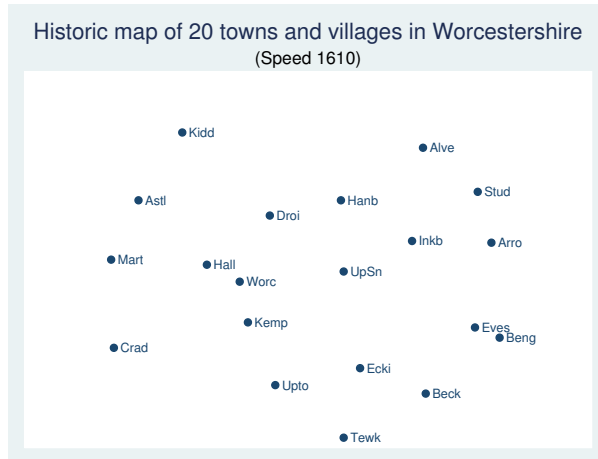 Historic map of 20 towns and villages in Worcestershire
(Speed 1610)
Kidd
Alve
Stud
Astl
Hanb
Droi
Inkb
Arro
Mart
Hall
UpSn
Worc
Kemp
Eves
Beng
Crad
Ecki
Upto
Beck
Tewk